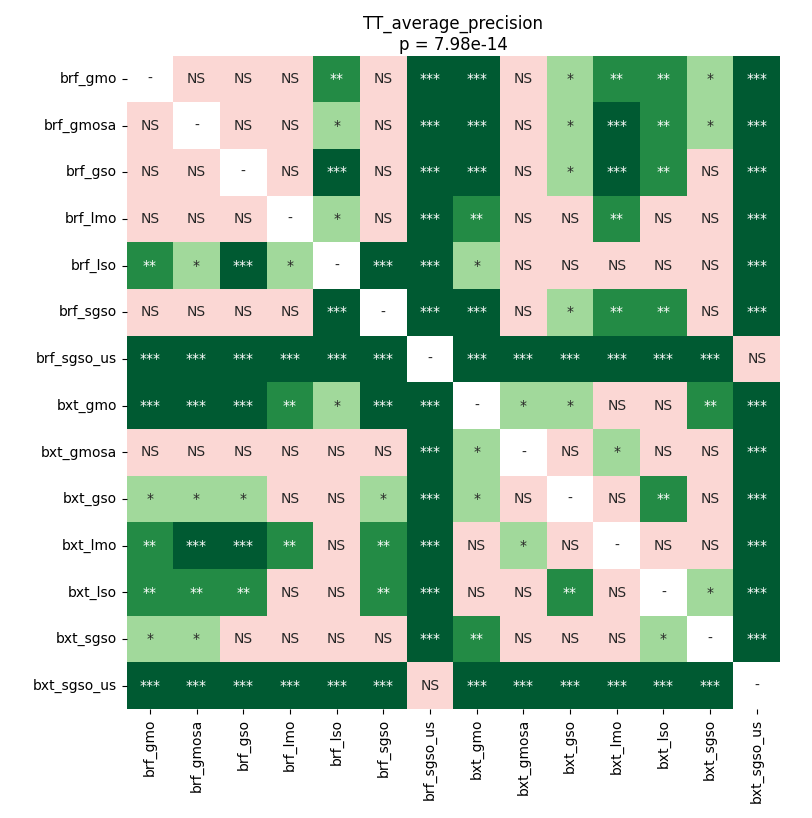 TT_average_precision
p = 7.98e-14
brf_gmo - NS NS NS ** NS *** *** NS * ** ** * ***
brf_gmosa NS - NS NS * NS *** *** NS * *** ** * ***
brf_gso NS NS - NS *** NS *** *** NS * *** ** NS ***
brf_lmo NS NS NS - * NS *** ** NS NS ** NS NS ***
brf_lso ** * *** * - *** *** * NS NS NS NS NS ***
brf_sgso NS NS NS NS *** - *** *** NS * ** ** NS ***
brf_sgso_us *** *** *** *** *** *** - *** *** *** *** *** *** NS
bxt_gmo *** *** *** ** * *** *** - * * NS NS ** ***
bxt_gmosa NS NS NS NS NS NS *** * - NS * NS NS ***
bxt_gso * * * NS NS * *** * NS - NS ** NS ***
bxt_lmo ** *** *** ** NS ** *** NS * NS - NS NS ***
bxt_lso ** ** ** NS NS ** *** NS NS ** NS - * ***
bxt_sgso * * NS NS NS NS *** ** NS NS NS * - ***
bxt_sgso_us *** *** *** *** *** *** NS *** *** *** *** *** *** -
brf_gmo brf_gmosa brf_gso brf_lmo brf_lso brf_sgso brf_sgso_us bxt_gmo bxt_gmosa bxt_gso bxt_lmo bxt_lso bxt_sgso bxt_sgso_us